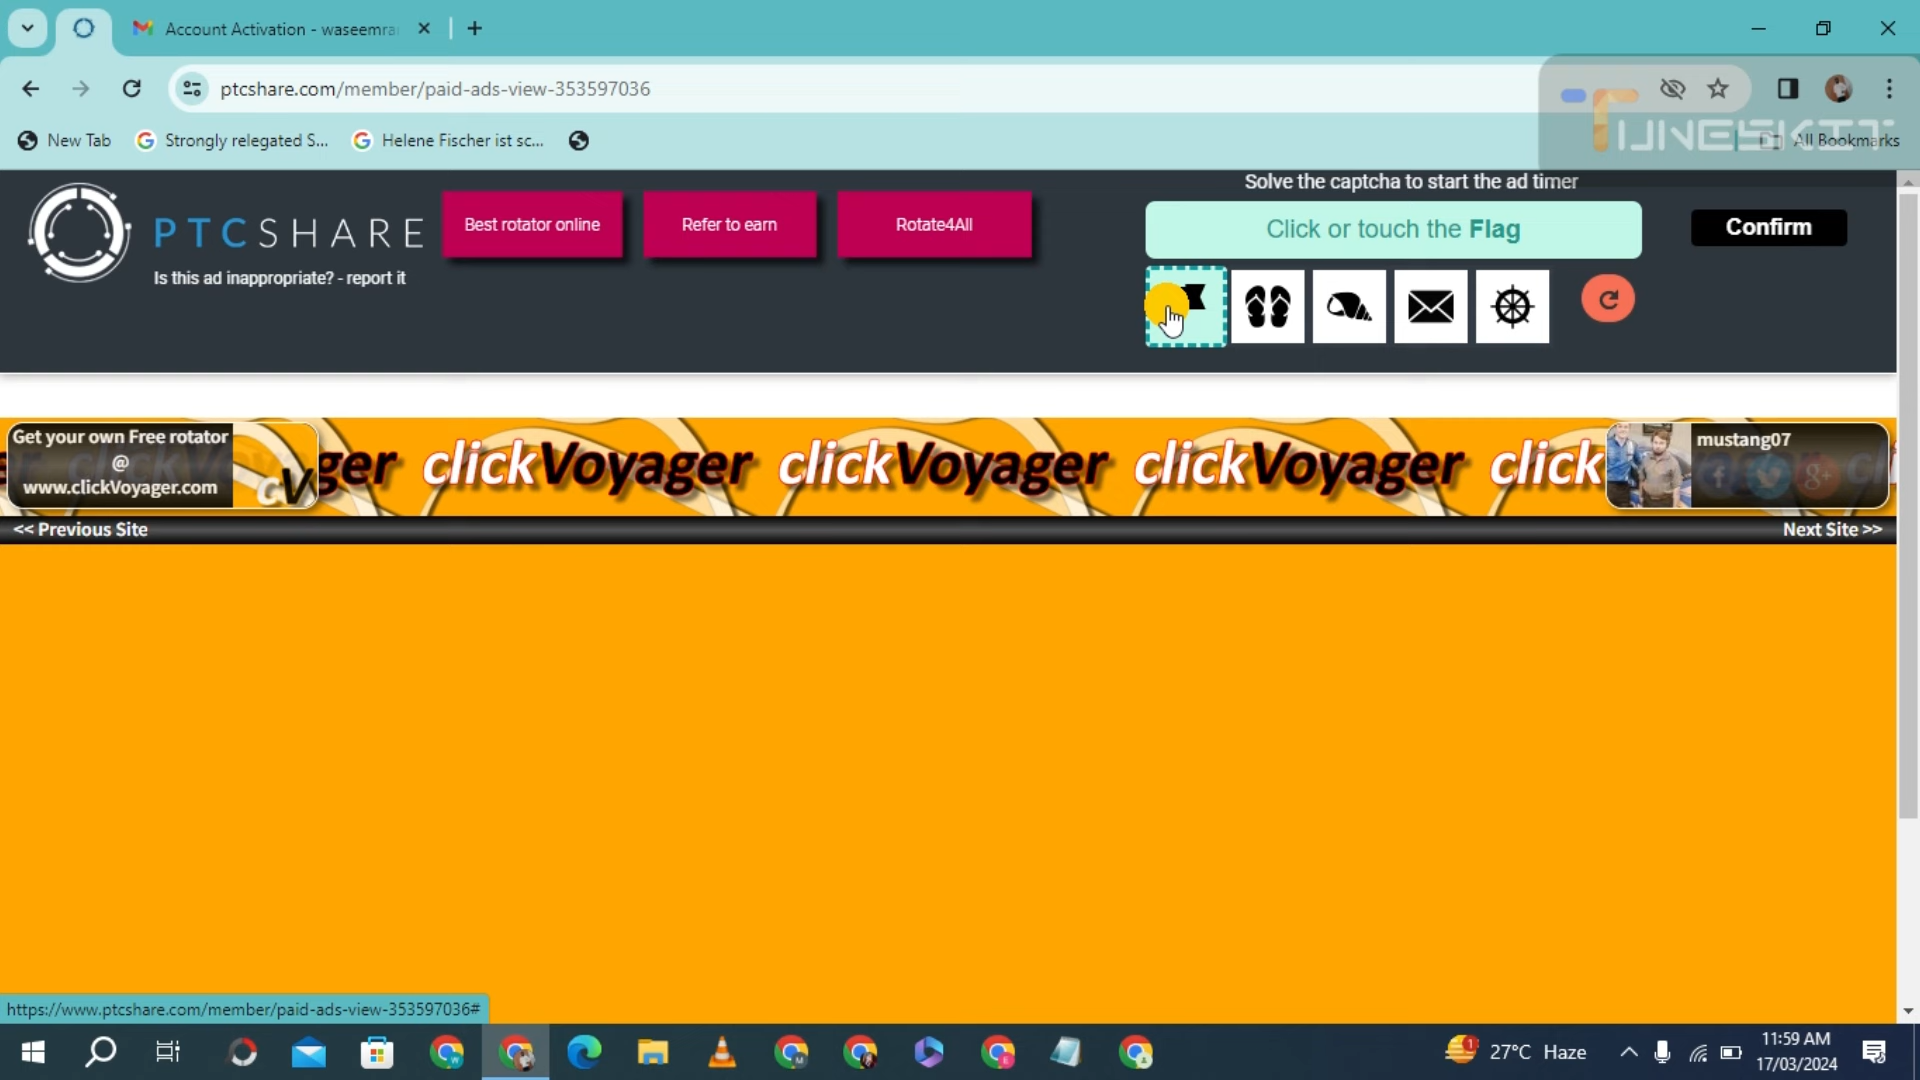 Account Activation - waseemra
ptcshare.com/member/paid-ads-view-353597036
TUNESKIT
New Tab
Strongly relegated S...
Helene Fischer ist sc...
All Bookmarks
PTCSHARE
Is this ad inappropriate? - report it
Best rotator online
Refer to earn
Rotate4All
Solve the captcha to start the ad timer
Click or touch the Flag
Confirm
Get your own Free rotator
@
www.clickVoyager.com
cV
ger clickVoyager clickVoyager clickVoyager click
mustang07
<< Previous Site
Next Site >>
https://www.ptcshare.com/member/paid-ads-view-353597036#
27°C Haze
11:59 AM
17/03/2024